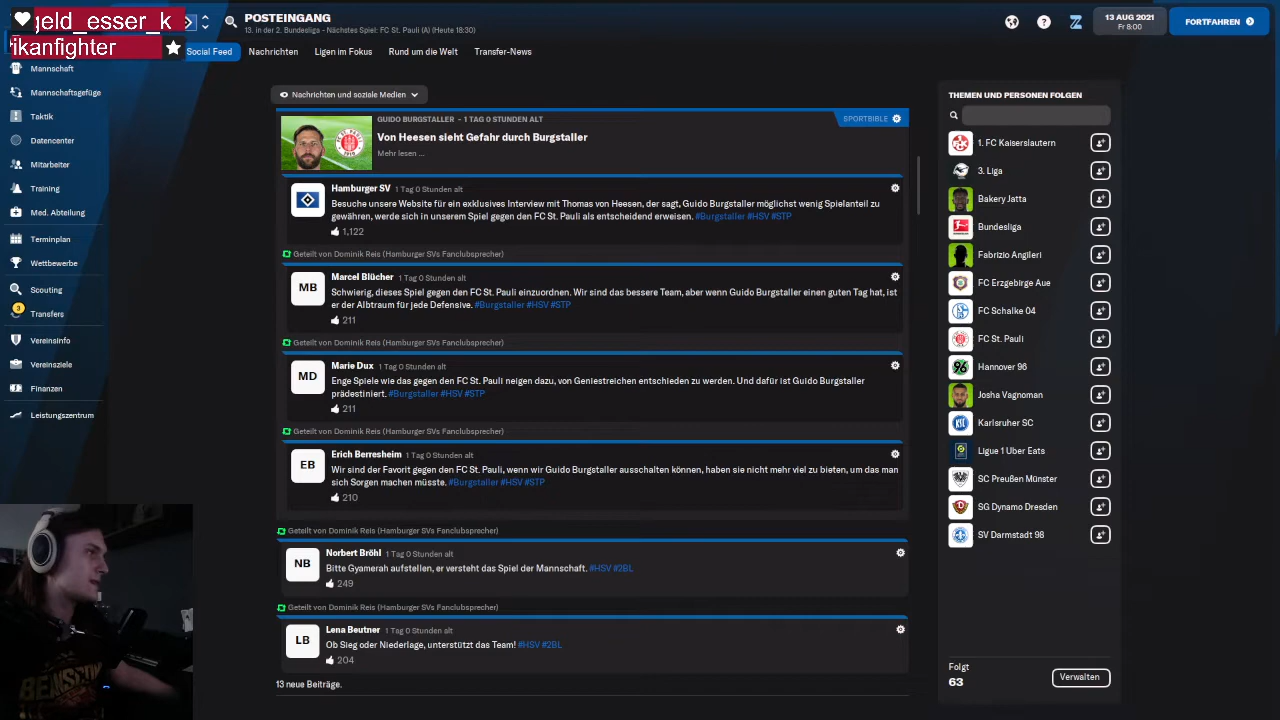 geld_esser_k
ikanfighter
POSTEINGANG
13. in der 2. Bundesliga - Nächstes Spiel: FC St. Pauli (A) (Heute 18:30)
13 AUG 2021
Fr 8:00
FORTFAHREN
Social Feed
Nachrichten
Ligen im Fokus
Rund um die Welt
Transfer-News
Mannschaft
Mannschaftsgefüge
Taktik
Datencenter
Mitarbeiter
Training
Med. Abteilung
Terminplan
Wettbewerbe
Scouting
3
Transfers
Vereinsinfo
Vereinsziele
Finanzen
Leistungszentrum
Nachrichten und soziale Medien
GUIDO BURGSTALLER - 1 TAG 0 STUNDEN ALT
SPORTBIBLE
Von Heesen sieht Gefahr durch Burgstaller
Mehr lesen ...
Hamburger SV 1 Tag 0 Stunden alt
Besuche unsere Website für ein exklusives Interview mit Thomas von Heesen, der sagt, Guido Burgstaller möglichst wenig Spielanteil zu
gewähren, werde sich in unserem Spiel gegen den FC St. Pauli als entscheidend erweisen. #Burgstaller #HSV #STP
1,122
Geteilt von Dominik Reis (Hamburger SVs Fanclubsprecher)
MB
Marcel Blücher 1 Tag 0 Stunden alt
Schwierig, dieses Spiel gegen den FC St. Pauli einzuordnen. Wir sind das bessere Team, aber wenn Guido Burgstaller einen guten Tag hat, ist
er der Albtraum für jede Defensive. #Burgstaller #HSV #STP
211
Geteilt von Dominik Reis (Hamburger SVs Fanclubsprecher)
MD
Marie Dux 1 Tag 0 Stunden alt
Enge Spiele wie das gegen den FC St. Pauli neigen dazu, von Geniestreichen entschieden zu werden. Und dafür ist Guido Burgstaller
prädestiniert. #Burgstaller #HSV #STP
211
Geteilt von Dominik Reis (Hamburger SVs Fanclubsprecher)
EB
Erich Berresheim 1 Tag 0 Stunden alt
Wir sind der Favorit gegen den FC St. Pauli, wenn wir Guido Burgstaller ausschalten können, haben sie nicht mehr viel zu bieten, um das man
sich Sorgen machen müsste. #Burgstaller #HSV #STP
210
Geteilt von Dominik Reis (Hamburger SVs Fanclubsprecher)
NB
Norbert Bröhl 1 Tag 0 Stunden alt
Bitte Gyamerah aufstellen, er versteht das Spiel der Mannschaft. #HSV #2BL
249
Geteilt von Dominik Reis (Hamburger SVs Fanclubsprecher)
LB
Lena Beutner 1 Tag 0 Stunden alt
Ob Sieg oder Niederlage, unterstützt das Team! #HSV #2BL
204
13 neue Beiträge.
THEMEN UND PERSONEN FOLGEN
1. FC Kaiserslautern
3. Liga
Bakery Jatta
Bundesliga
Fabrizio Angileri
FC Erzgebirge Aue
FC Schalke 04
FC St. Pauli
Hannover 96
Josha Vagnoman
Karlsruher SC
Ligue 1 Uber Eats
SC Preußen Münster
SG Dynamo Dresden
SV Darmstadt 98
Folgt
63
Verwalten